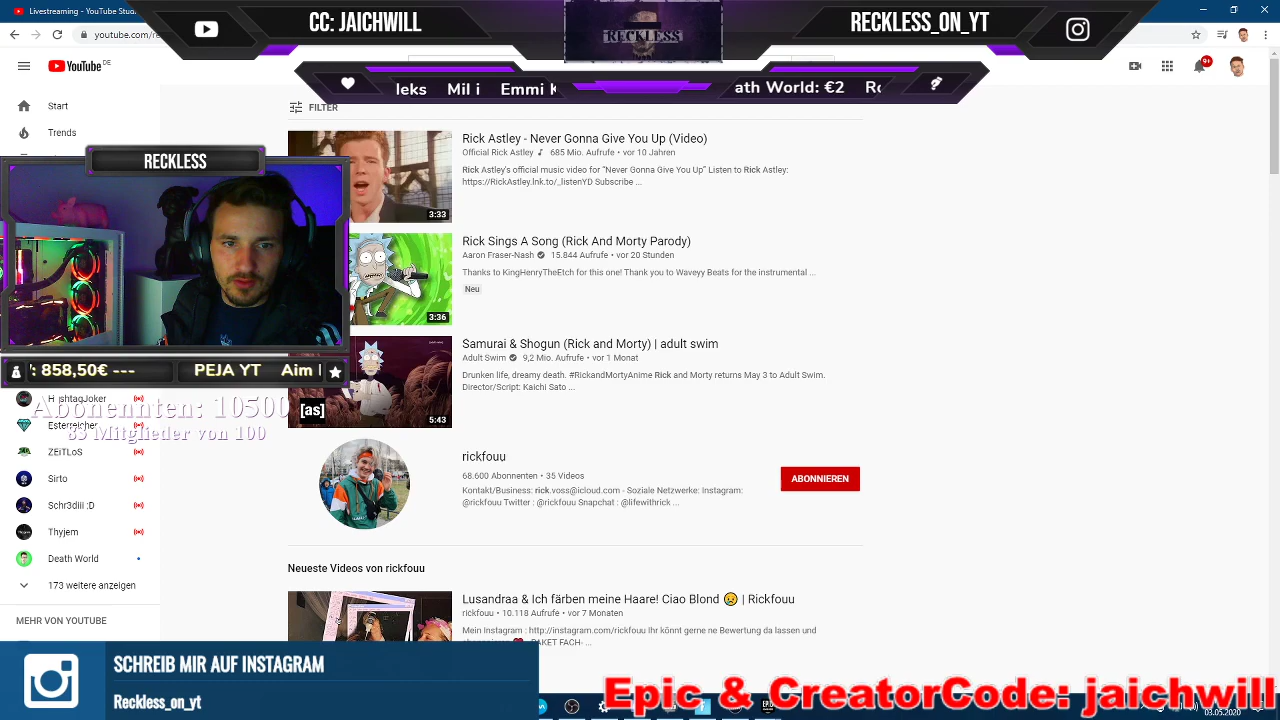 CC: JAICHWILL
RECKLESS
RECKLESS_ON_YT
youtube.com/re
leks Mil i Emmi K
ath World: €2
YouTube DE
9+
Start
Trends
FILTER
RECKLESS
Rick Astley - Never Gonna Give You Up (Video)
Official Rick Astley 685 Mio. Aufrufe • vor 10 Jahren
Rick Astley's official music video for “Never Gonna Give You Up” Listen to Rick Astley:
https://RickAstley.lnk.to/_listenYD Subscribe ...
3:33
Rick Sings A Song (Rick And Morty Parody)
Aaron Fraser-Nash 15.844 Aufrufe • vor 20 Stunden
Thanks to KingHenryTheEtch for this one! Thank you to Waveyy Beats for the instrumental ...
Neu
3:36
Samurai & Shogun (Rick and Morty) | adult swim
Adult Swim 9,2 Mio. Aufrufe • vor 1 Monat
Drunken life, dreamy death. #RickandMortyAnime Rick and Morty returns May 3 to Adult Swim.
Director/Script: Kaichi Sato ...
[as]
5:43
858,50€ ---
PEJA YT Aim
HashtagJoker
Abonennten: 10500
Esterreicher
83 Mitglieder von 100
ZEiTLoS
Sirto
Schr3diii :D
Thyjem
Death World
173 weitere anzeigen
MEHR VON YOUTUBE
rickfouu
68.600 Abonnenten • 35 Videos
Kontakt/Business: rick.voss@icloud.com - Soziale Netzwerke: Instagram:
@rickfouu Twitter : @rickfouu Snapchat : @lifewithrick ...
ABONNIEREN
Neueste Videos von rickfouu
Lusandraa & Ich färben meine Haare! Ciao Blond 😢 | Rickfouu
rickfouu • 10.118 Aufrufe • vor 7 Monaten
Mein Instagram : http://instagram.com/rickfouu Ihr könnt gerne ne Bewertung da lassen und
PAKET FACH- ...
SCHREIB MIR AUF INSTAGRAM
Reckless_on_yt
Epic & CreatorCode: jaichwill
03.05.2020